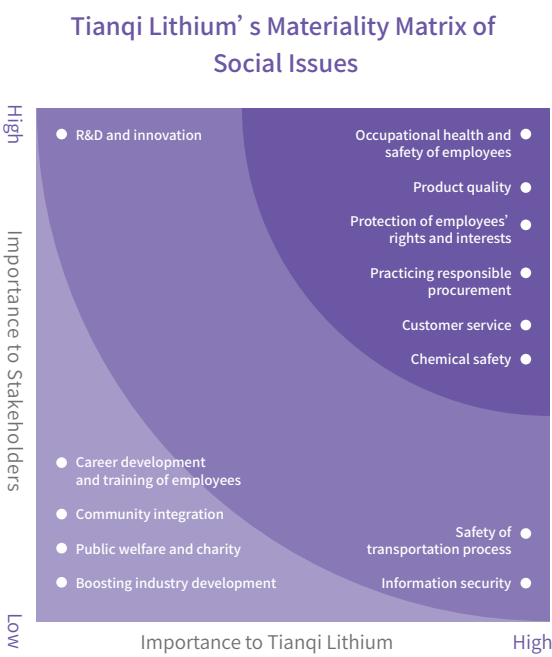 Tianqi Lithium’s Materiality Matrix of
Social Issues
High
Importance to Stakeholders
Low
R&D and innovation
Occupational health and
safety of employees
Product quality
Protection of employees’
rights and interests
Practicing responsible
procurement
Customer service
Chemical safety
Career development
and training of employees
Community integration
Public welfare and charity
Boosting industry development
Safety of
transportation process
Information security
Importance to Tianqi Lithium
High